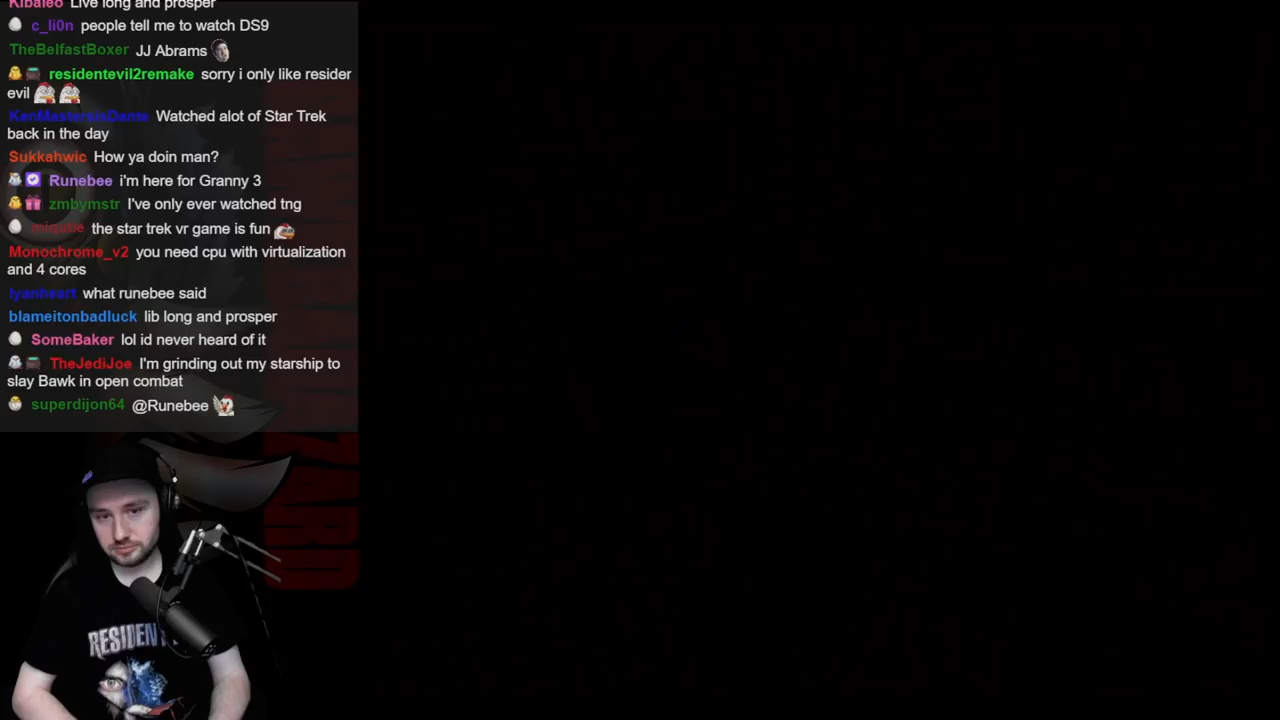 Kibaleo Live long and prosper
c_li0n people tell me to watch DS9
TheBelfastBoxer JJ Abrams
residentevil2remake sorry i only like resider
evil
KenMastersisDante Watched alot of Star Trek
back in the day
Sukkahwic How ya doin man?
Runebee i'm here for Granny 3
zmbymstr I've only ever watched tng
the star trek vr game is fun
Monochrome_v2 you need cpu with virtualization
and 4 cores
lyanheart what runebee said
blameitonbadluck lib long and prosper
SomeBaker lol id never heard of it
TheJediJoe I'm grinding out my starship to
slay Bawk in open combat
superdijon64 @Runebee
RESIDENT